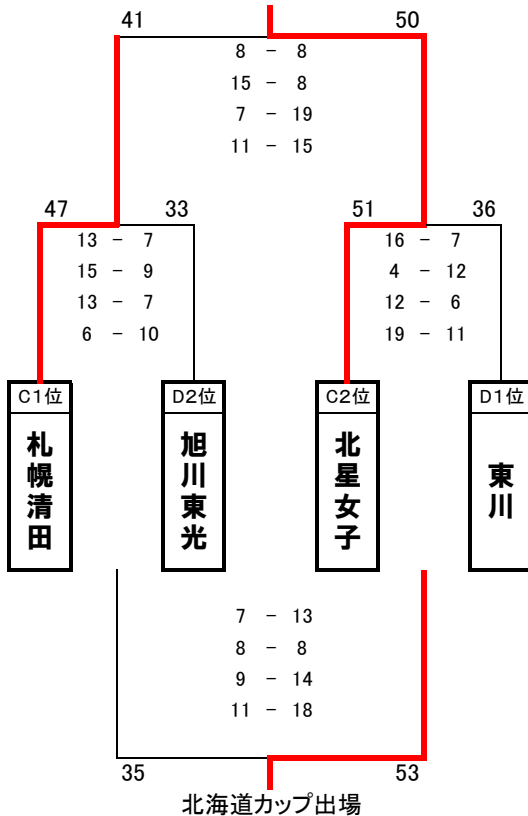 41 50
8 － 8
15 － 8
7 － 19
11 － 15
47 33 51 36
13 － 7 16 － 7
15 － 9 4 － 12
13 － 7 12 － 6
6 － 10 19 － 11
C1位 D2位 C2位 D1位
札幌清田 旭川東光 北星女子 東川
7 － 13
8 － 8
9 － 14
11 － 18
35 53
北海道カップ出場